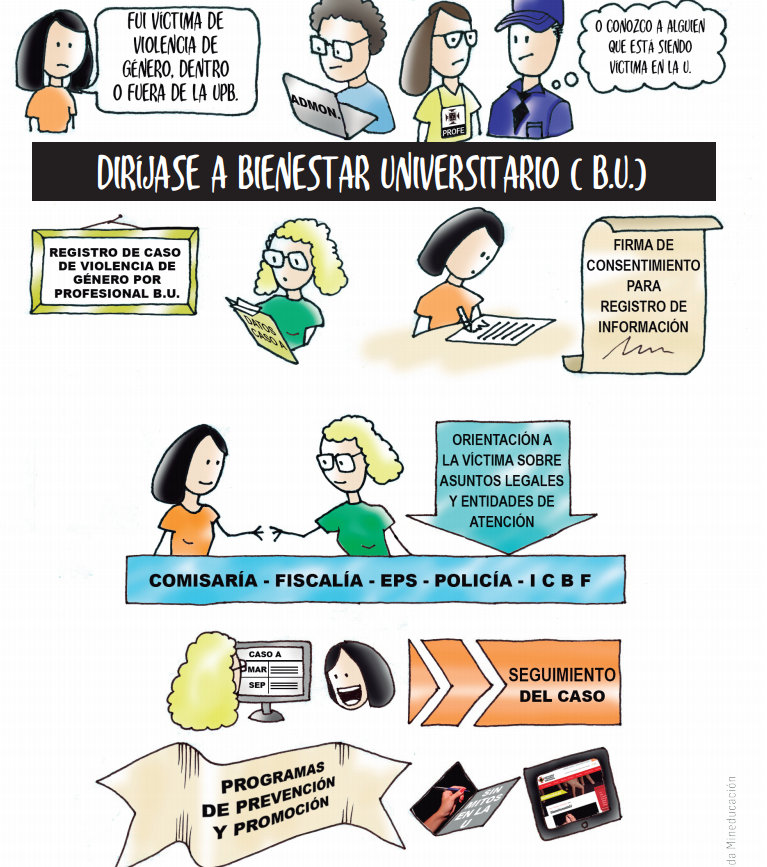 FUI VÍCTIMA DE
VIOLENCIA DE
GÉNERO, DENTRO
O FUERA DE LA UPB.
ADMON.
PROFE
O CONOZCO A ALGUIEN
QUE ESTÁ SIENDO
VÍCTIMA EN LA U.
DIRÍJASE A BIENESTAR UNIVERSITARIO ( B.U.)
REGISTRO DE CASO
DE VIOLENCIA DE
GÉNERO POR
PROFESIONAL B.U.
DATOS
CASO A
FIRMA DE
CONSENTIMIENTO
PARA
REGISTRO DE
INFORMACIÓN
ORIENTACIÓN A
LA VÍCTIMA SOBRE
ASUNTOS LEGALES
Y ENTIDADES DE
ATENCIÓN
COMISARÍA - FISCALÍA - EPS - POLICÍA - I C B F
CASO A
MAR
SEP
SEGUIMIENTO
DEL CASO
PROGRAMAS
DE PREVENCIÓN
Y PROMOCIÓN
SIN
MITOS
EN LA
U
da Mineducación